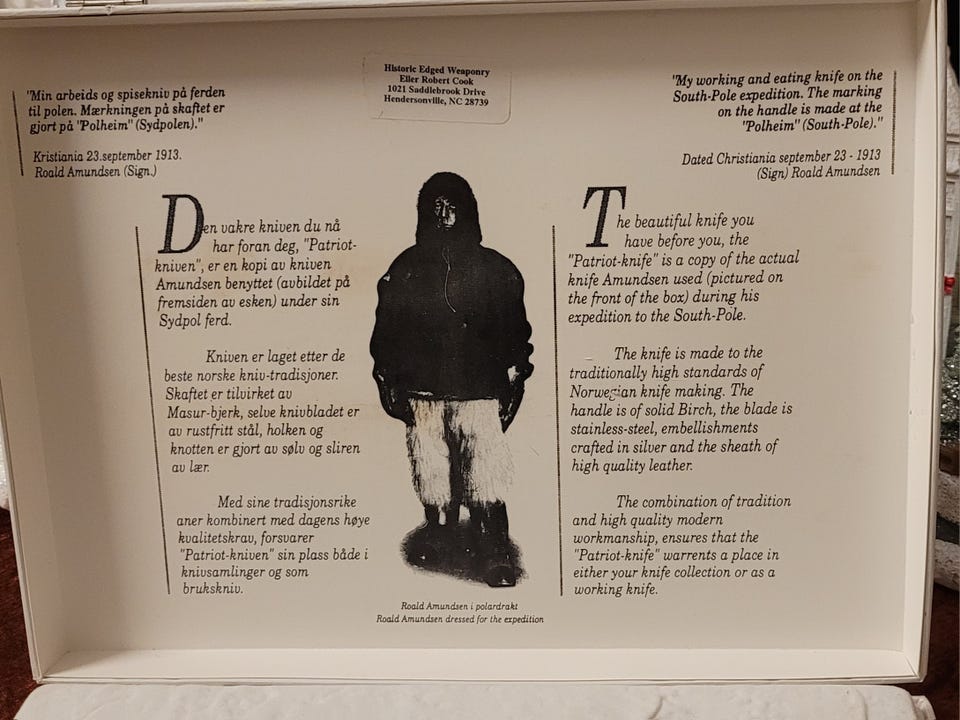 Historic Edged Weaponry
Eller Robert Cook
1021 Saddlebrook Drive
Hendersonville, NC 28739
"Min arbeids og spisekniv på ferden
til polen. Mærkningen på skaftet er
gjort på "Polheim" (Sydpolen)."
Kristiania 23.september 1913.
Roald Amundsen (Sign.)
Den vakre kniven du nå
har foran deg, "Patriot-
kniven", er en kopi av kniven
Amundsen benyttet (avbildet på
fremsiden av esken) under sin
Sydpol ferd.
Kniven er laget etter de
beste norske kniv-tradisjoner.
Skaftet er tilvirket av
Masur-bjerk, selve knivbladet er
av rustfritt stål, holken og
knotten er gjort av sølv og sliren
av lær.
Med sine tradisjonsrike
aner kombinert med dagens høye
kvalitetskrav, forsvarer
"Patriot-kniven" sin plass både i
knivsamlinger og som
brukskniv.
"My working and eating knife on the
South-Pole expedition. The marking
on the handle is made at the
"Polheim" (South-Pole)."
Dated Christiania september 23 - 1913
(Sign) Roald Amundsen
The beautiful knife you
have before you, the
"Patriot-knife" is a copy of the actual
knife Amundsen used (pictured on
the front of the box) during his
expedition to the South-Pole.
The knife is made to the
traditionally high standards of
Norwegian knife making. The
handle is of solid Birch, the blade is
stainless-steel, embellishments
crafted in silver and the sheath of
high quality leather.
The combination of tradition
and high quality modern
workmanship, ensures that the
"Patriot-knife" warrents a place in
either your knife collection or as a
working knife.
Roald Amundsen i polardrakt
Roald Amundsen dressed for the expedition